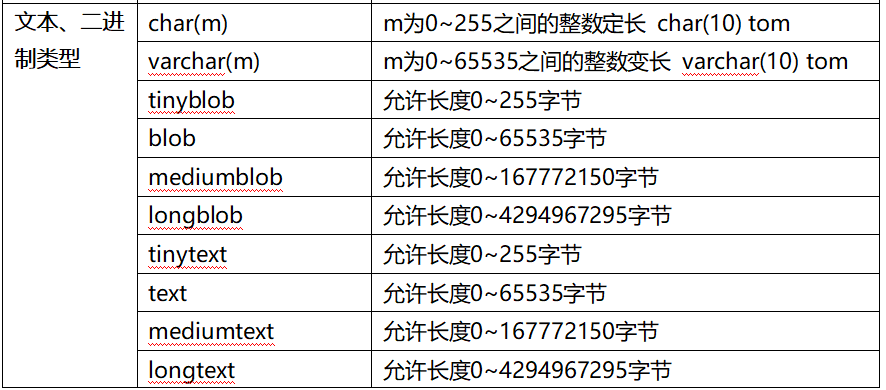 文本、二进制类型
char(m) m为0~255之间的整数定长 char(10) tom
varchar(m) m为0~65535之间的整数变长 varchar(10) tom
tinyblob 允许长度0~255字节
blob 允许长度0~65535字节
mediumblob 允许长度0~167772150字节
longblob 允许长度0~4294967295字节
tinytext 允许长度0~255字节
text 允许长度0~65535字节
mediumtext 允许长度0~167772150字节
longtext 允许长度0~4294967295字节